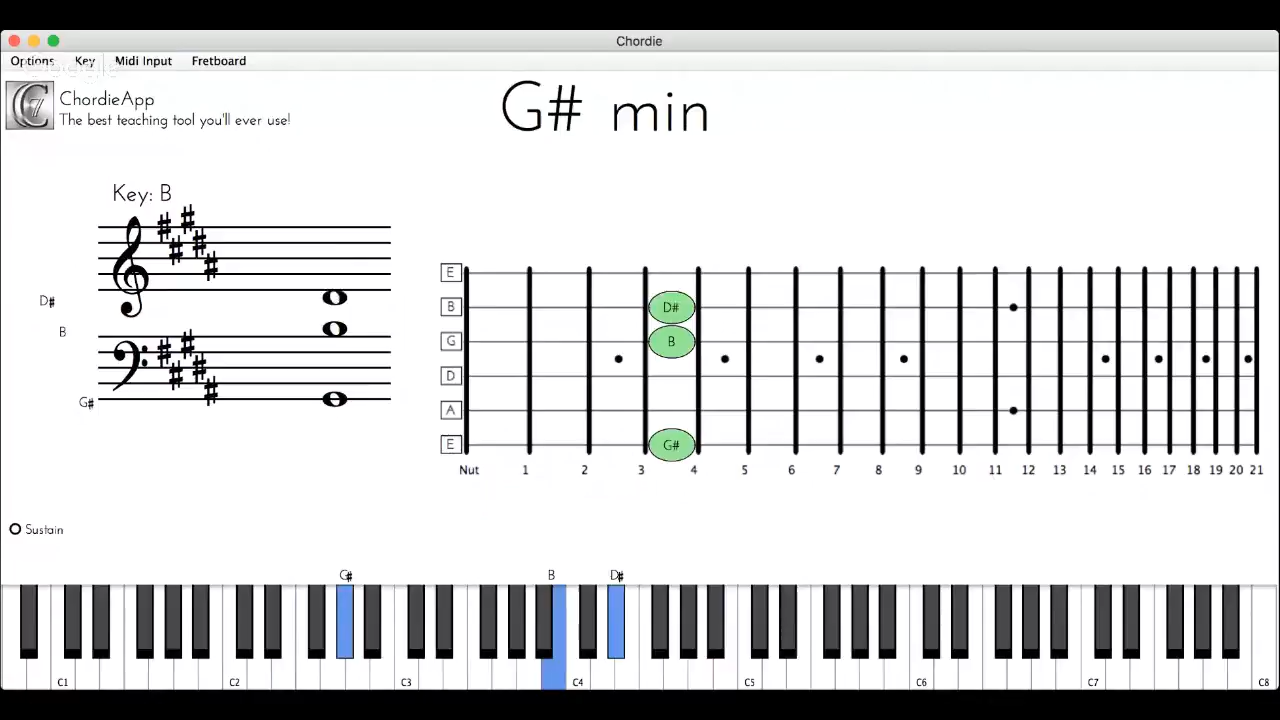 Chordie
Options Key Midi Input Fretboard
ChordieApp
The best teaching tool you'll ever use!
G# min
Key: B
D#
B
G#
E
B
G
D
A
E
D#
B
G#
Nut 1 2 3 4 5 6 7 8 9 10 11 12 13 14 15 16 17 18 19 20 21
Sustain
G# B D#
C1 C2 C3 C4 C5 C6 C7 C8